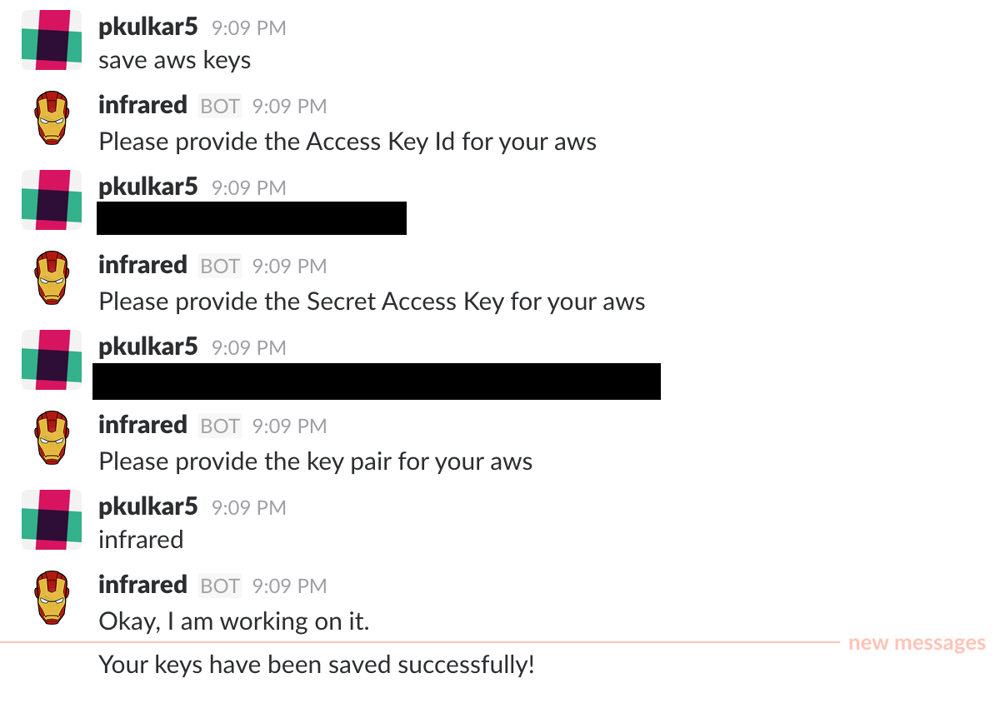 pkulkar5 9:09 PM
save aws keys
infrared BOT 9:09 PM
Please provide the Access Key Id for your aws
pkulkar5 9:09 PM
infrared BOT 9:09 PM
Please provide the Secret Access Key for your aws
pkulkar5 9:09 PM
infrared BOT 9:09 PM
Please provide the key pair for your aws
pkulkar5 9:09 PM
infrared
infrared BOT 9:09 PM
Okay, I am working on it.
new messages
Your keys have been saved successfully!